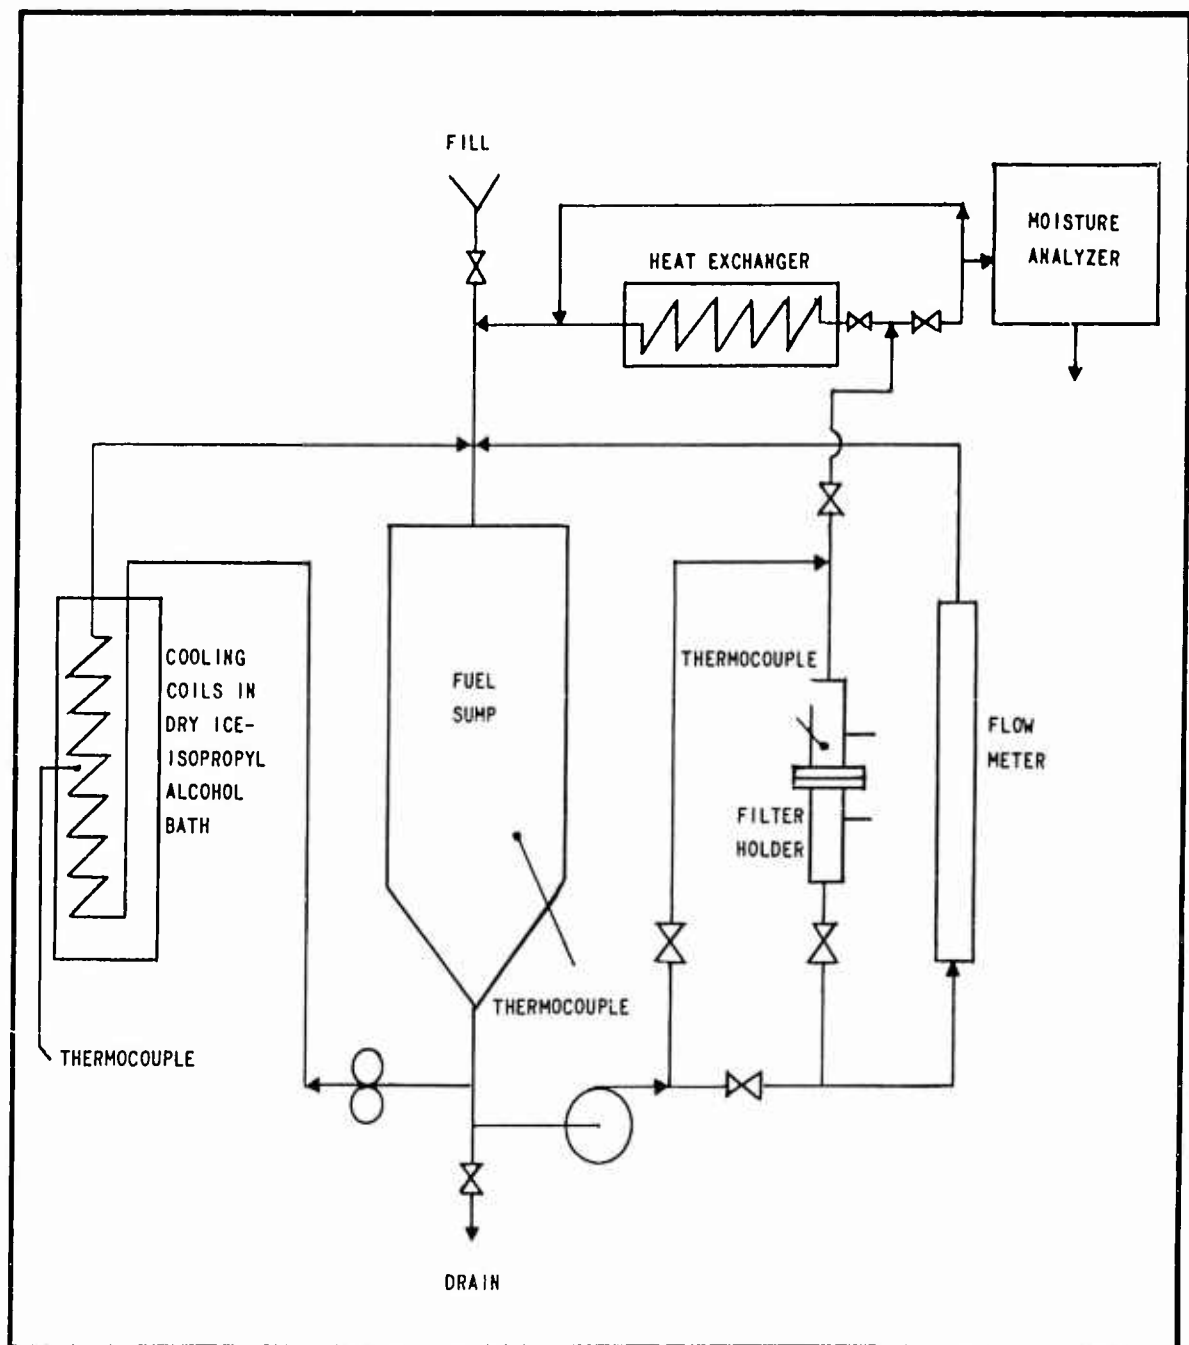 FILL
MOISTURE
ANALYZER
HEAT EXCHANGER
COOLING
COILS IN
DRY ICE-
ISOPROPYL
ALCOHOL
BATH
FUEL
SUMP
THERMOCOUPLE
FILTER
HOLDER
FLOW
METER
THERMOCOUPLE
THERMOCOUPLE
DRAIN